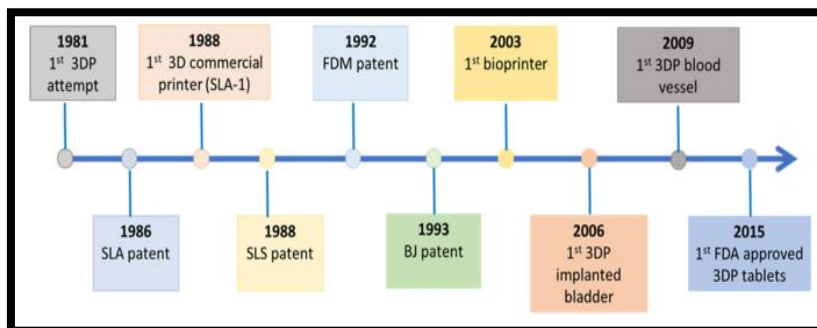 1981
1st 3DP
attempt
1988
1st 3D commercial
printer (SLA-1)
1992
FDM patent
2003
1st bioprinter
2009
1st 3DP blood
vessel
1986
SLA patent
1988
SLS patent
1993
BJ patent
2006
1st 3DP
implanted
bladder
2015
1st FDA approved
3DP tablets